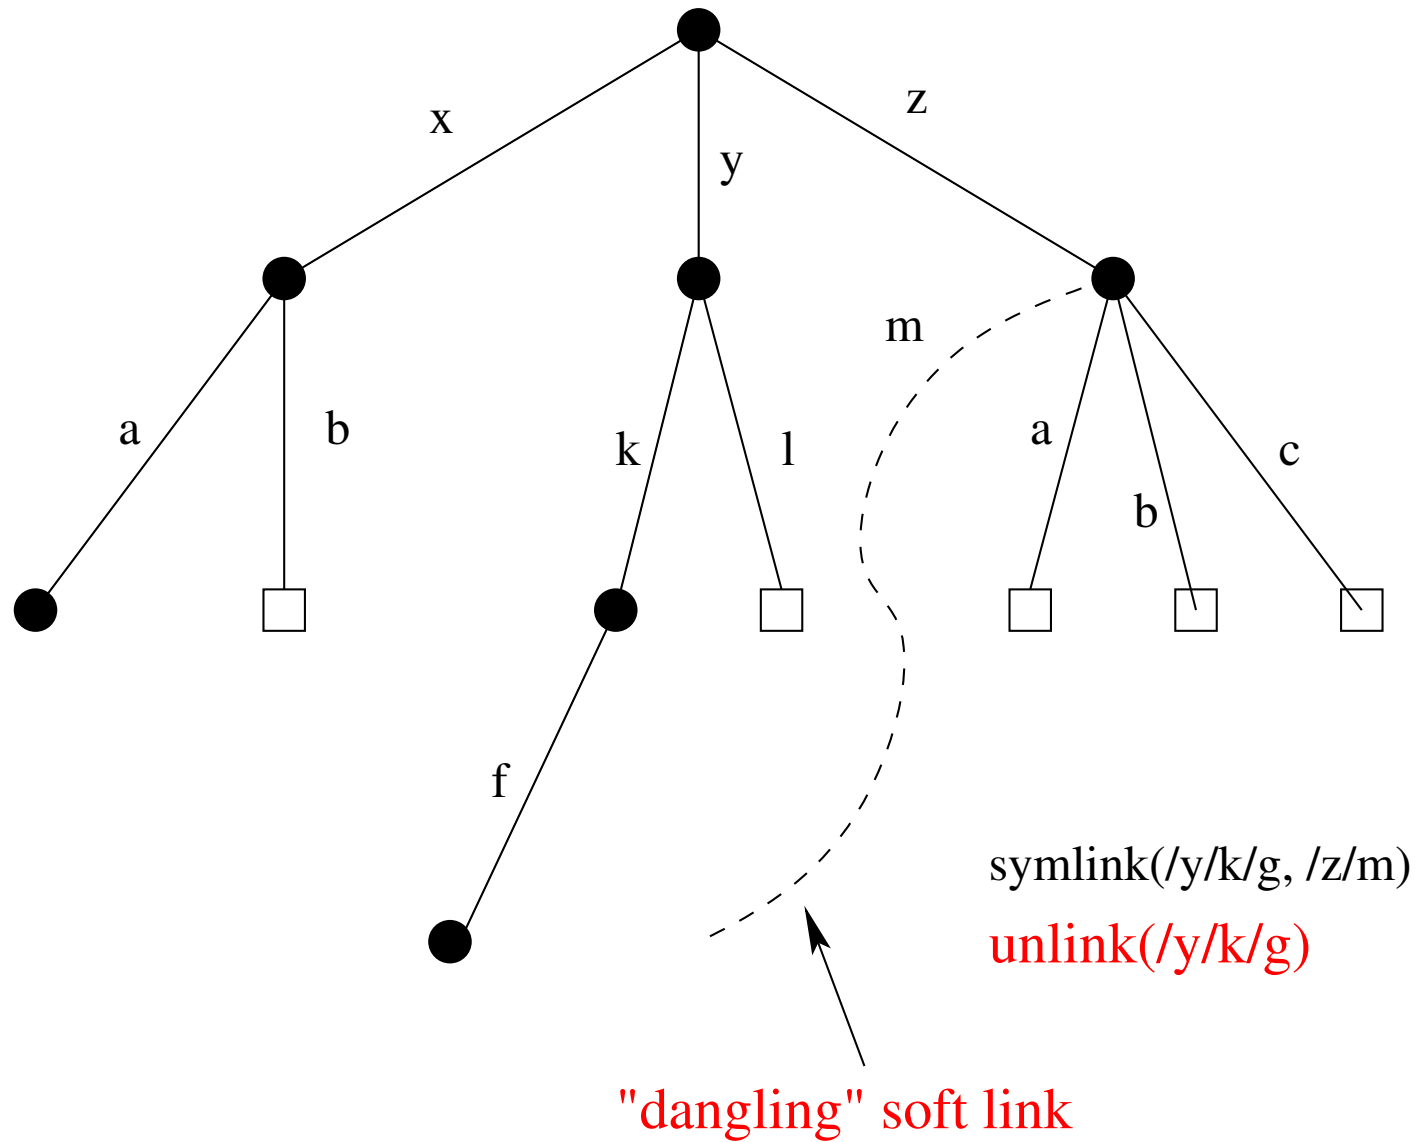 x
z
y
m
a
b
k
l
a
b
c
f
symlink(/y/k/g, /z/m)
unlink(/y/k/g)
"dangling" soft link